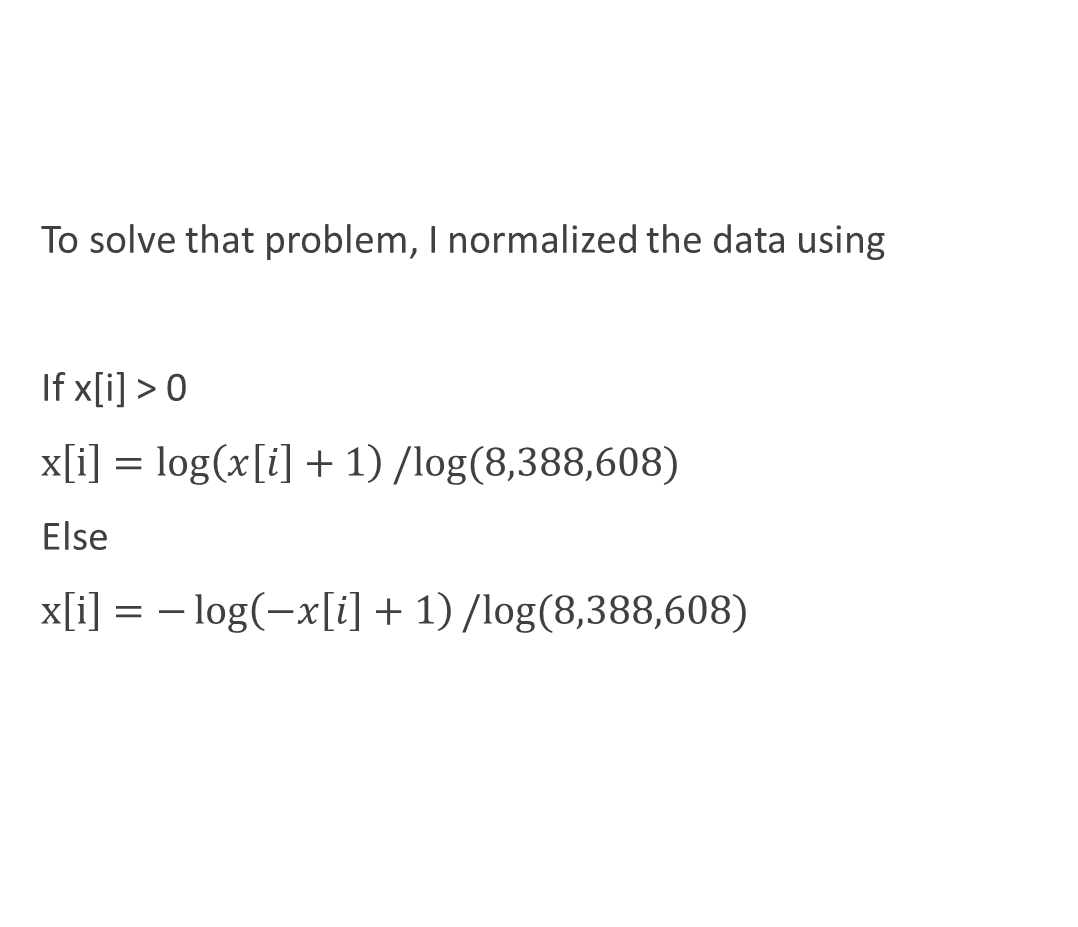 To solve that problem, I normalized the data using
If x[i] > 0
x[i] = log(x[i] + 1) /log(8,388,608)
Else
x[i] = − log(−x[i] + 1) /log(8,388,608)